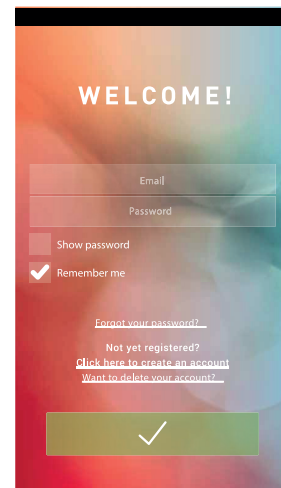 WELCOME!
Email
Password
Show password
Remember me
Forgot your password?
Not yet registered?
Click here to create an account
Want to delete your account?